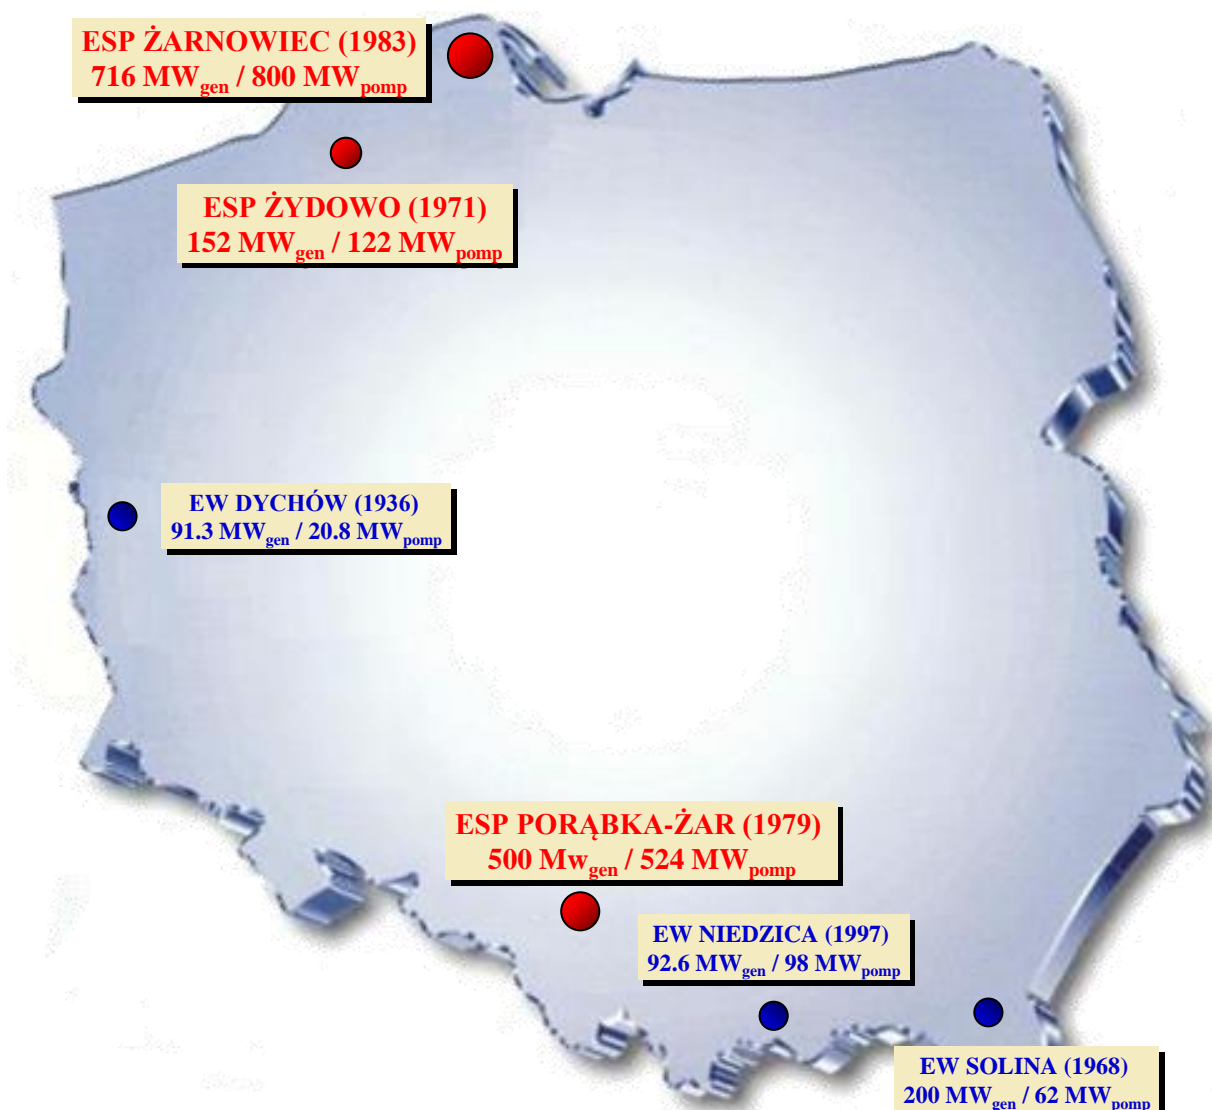 ESP ŻARNOWIEC (1983)
716 MWgen / 800 MWpomp
ESP ŻYDOWO (1971)
152 MWgen / 122 MWpomp
EW DYCHÓW (1936)
91.3 MWgen / 20.8 MWpomp
ESP PORĄBKA-ŻAR (1979)
500 Mwgen / 524 MWpomp
EW NIEDZICA (1997)
92.6 MWgen / 98 MWpomp
EW SOLINA (1968)
200 MWgen / 62 MWpomp